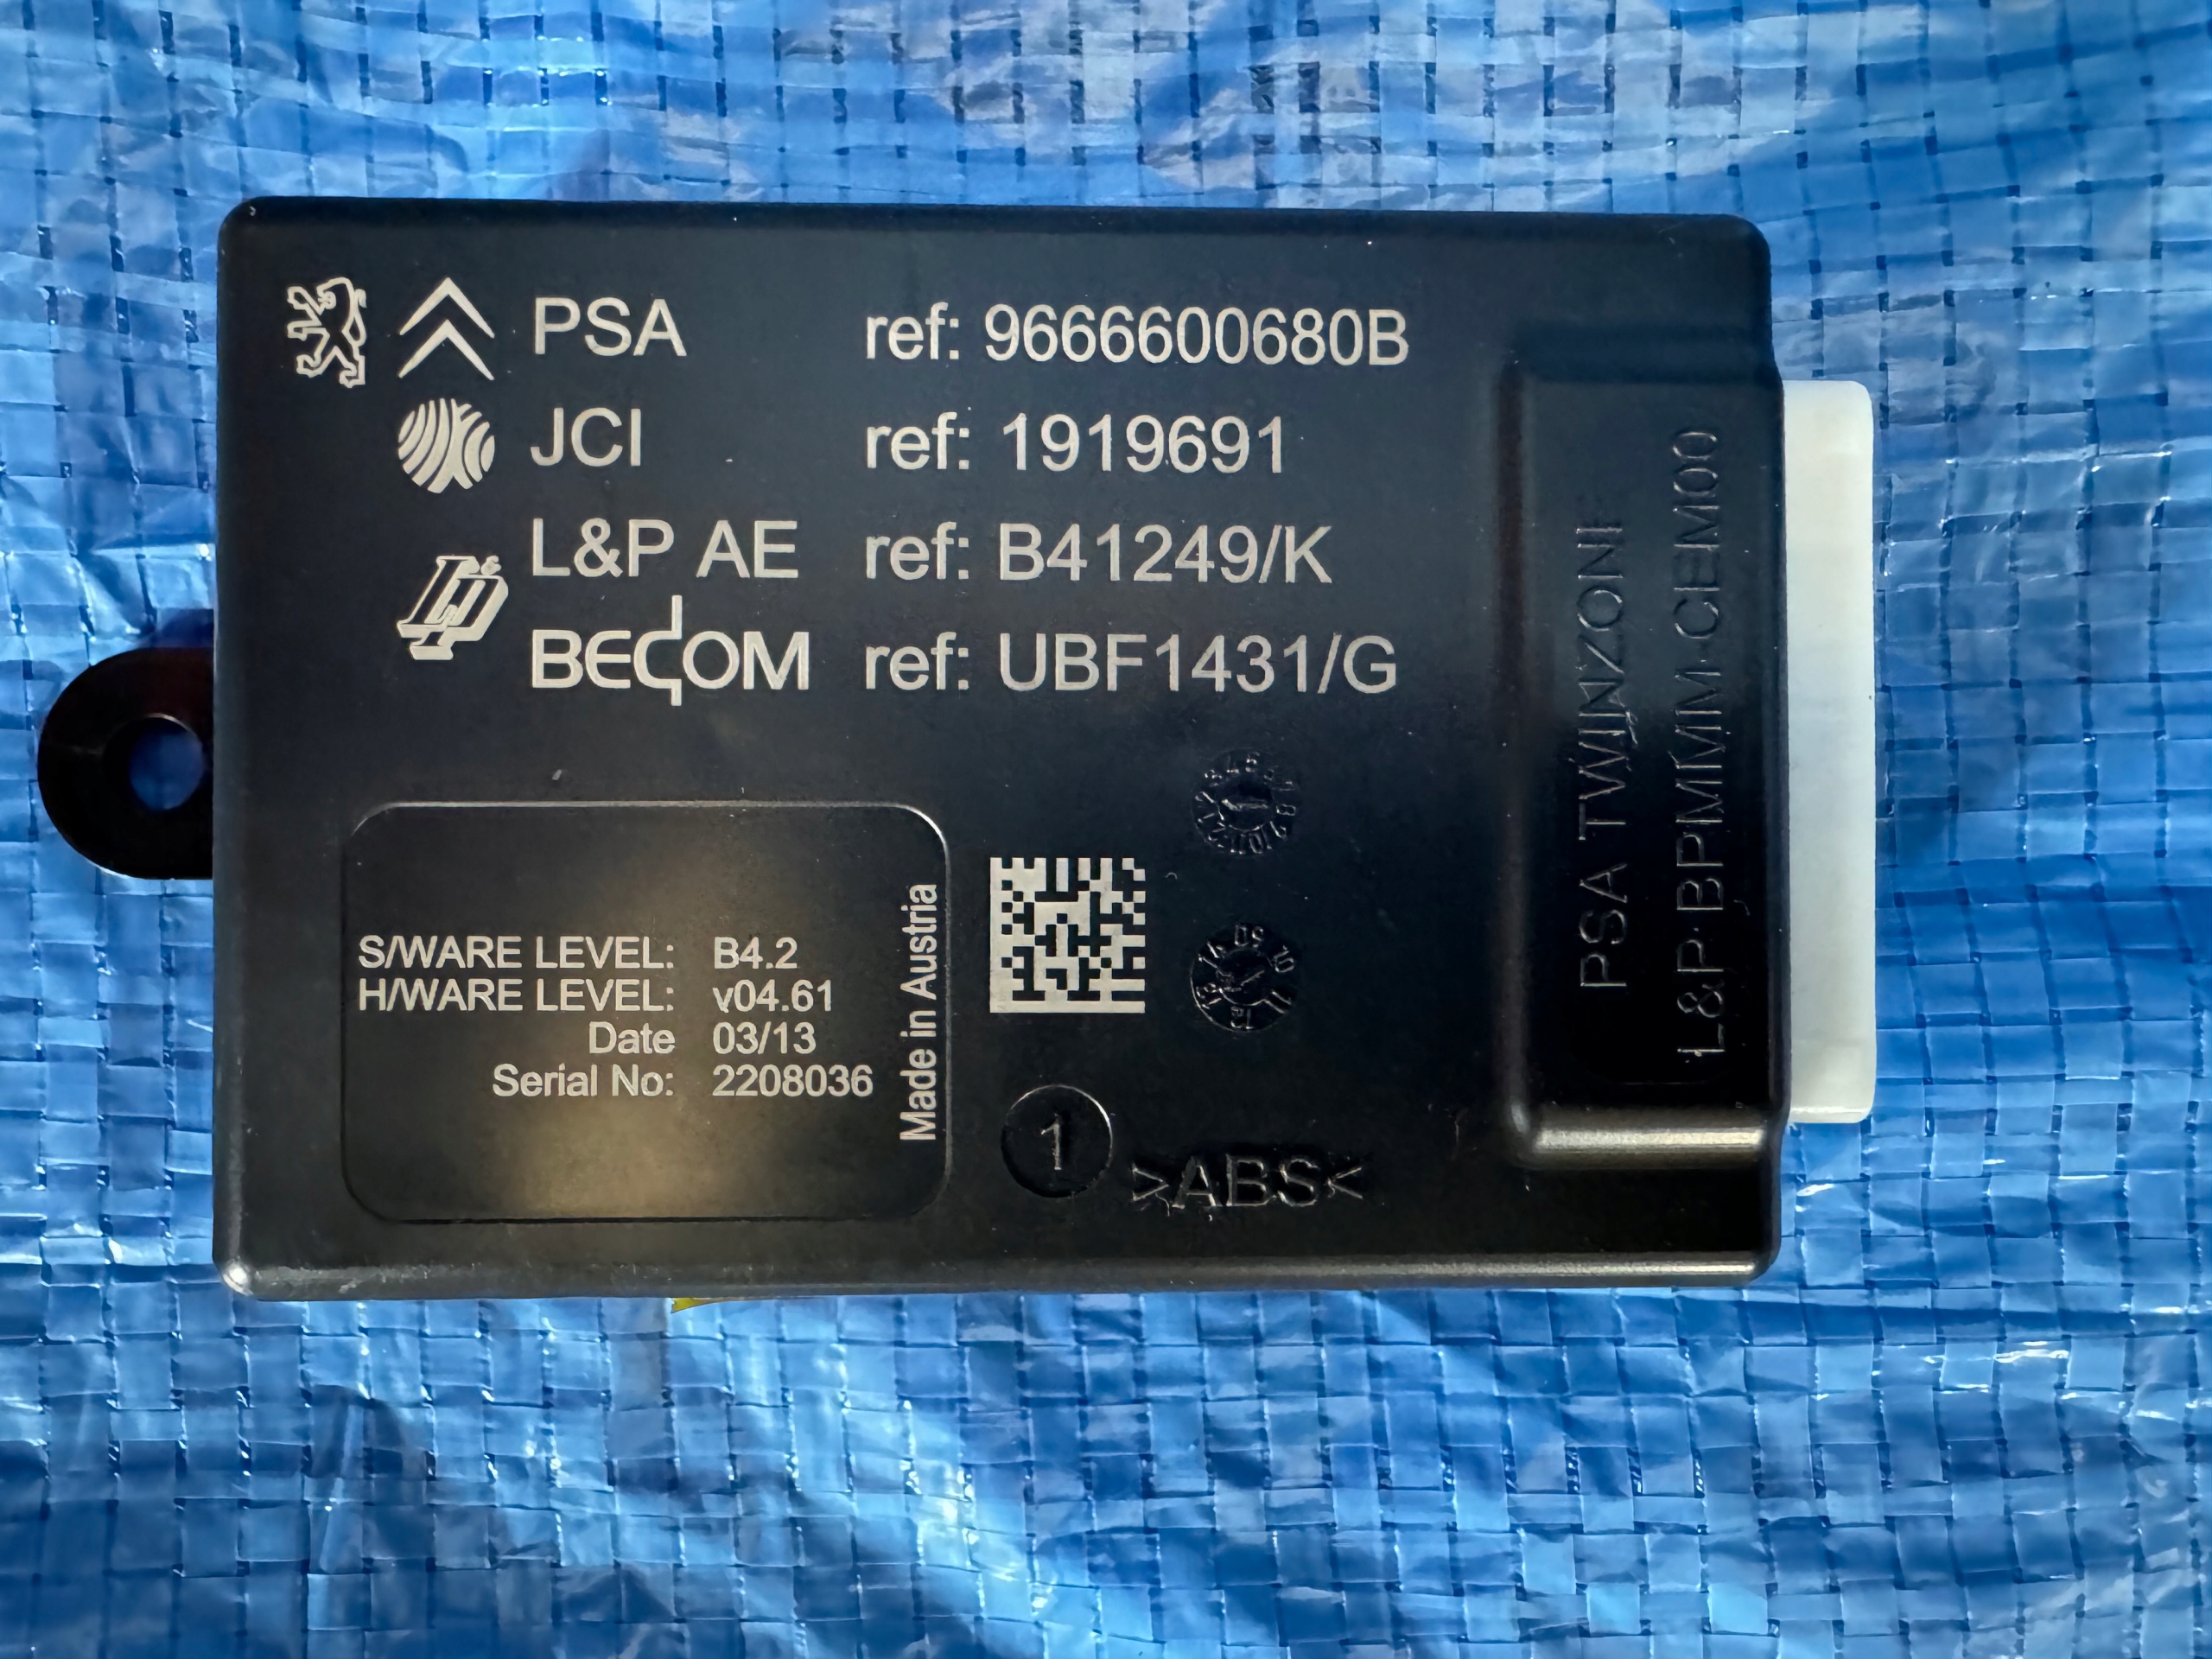 PSA ref: 9666600680B
JCI ref: 1919691
L&P AE ref: B41249/K
BECOM ref: UBF1431/G
S/WARE LEVEL: B4.2
H/WARE LEVEL: v04.61
Date 03/13
Serial No: 2208036
Made in Austria
1
>ABS<
PSA TWINZONE
L&P BPMMM-CEM00